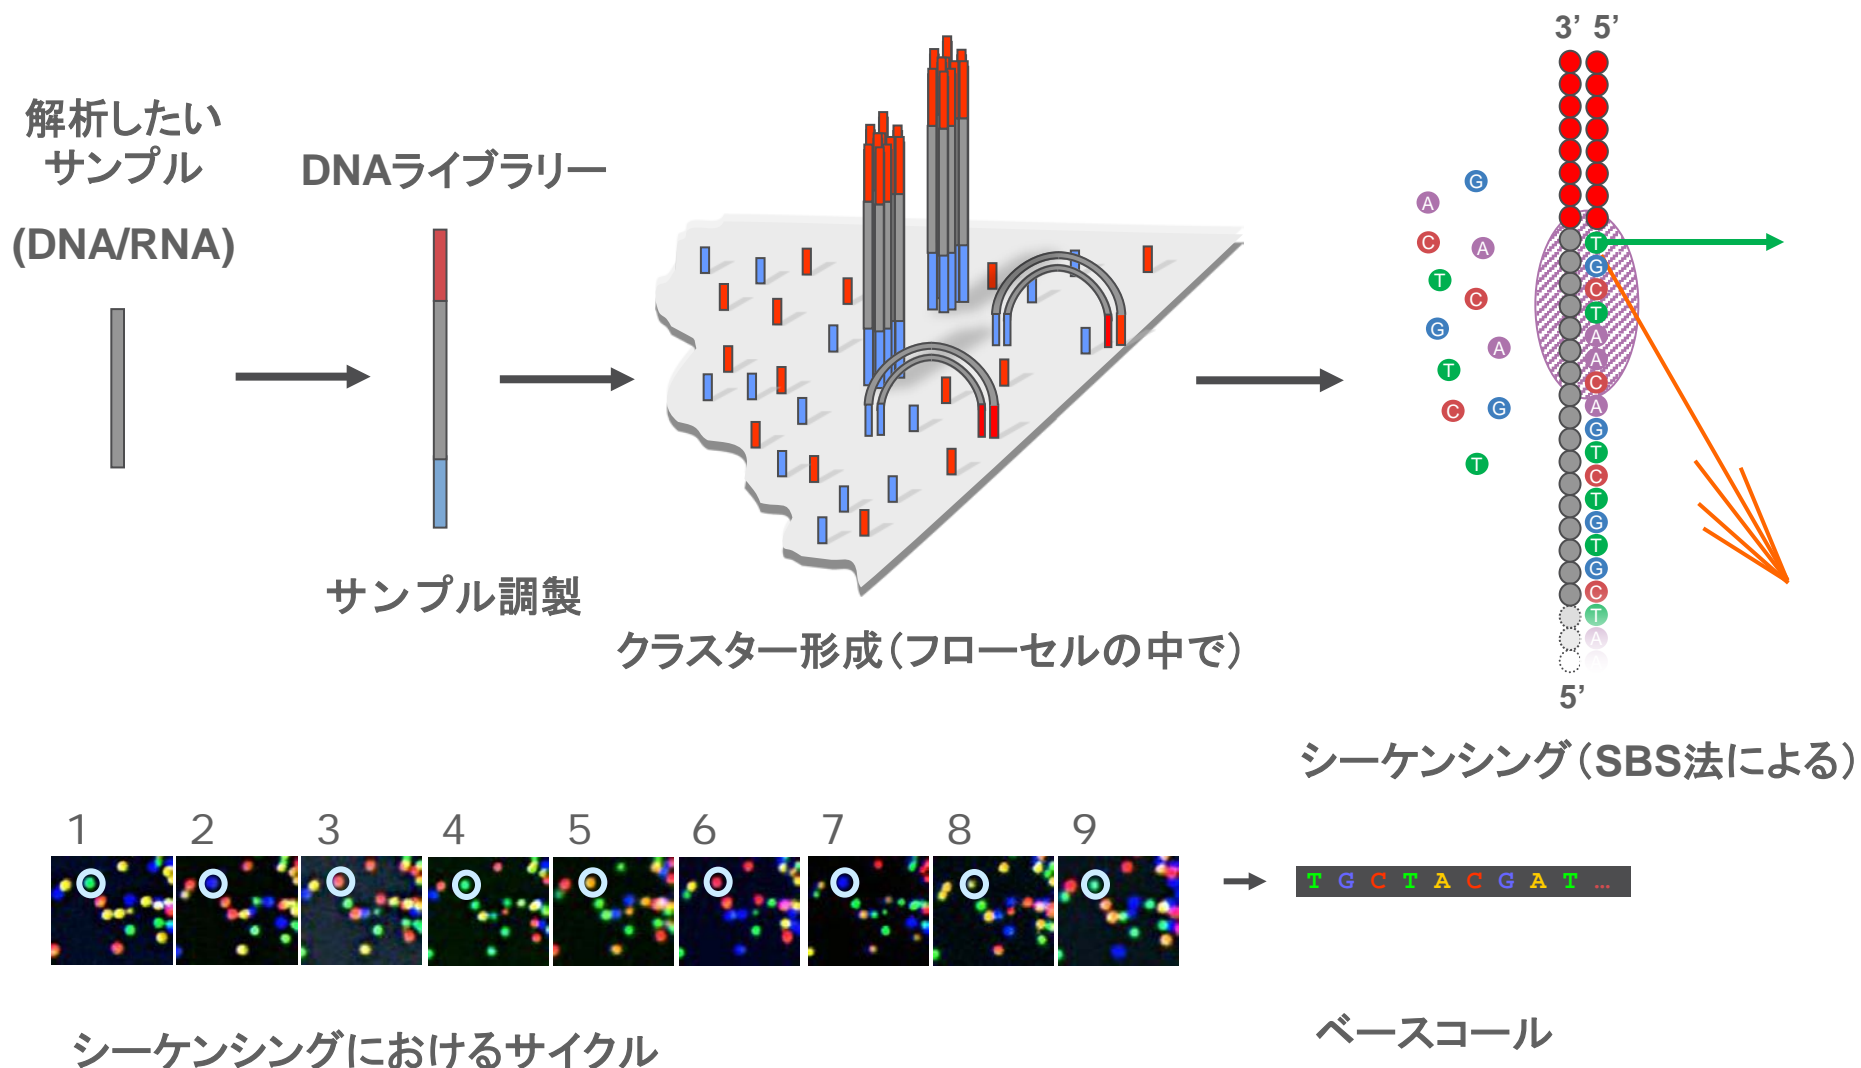 解析したい
サンプル
(DNA/RNA)
DNAライブラリー
サンプル調製
クラスター形成（フローセルの中で）
3’ 5’
G
A
C
A
T
C
G
A
T
C
G
T
T
G
C
T
A
A
C
A
G
T
C
T
G
T
G
C
T
A
A
5’
シーケンシング（SBS法による）
1 2 3 4 5 6 7 8 9
T G C T A C G A T ...
シーケンシングにおけるサイクル
ベースコール